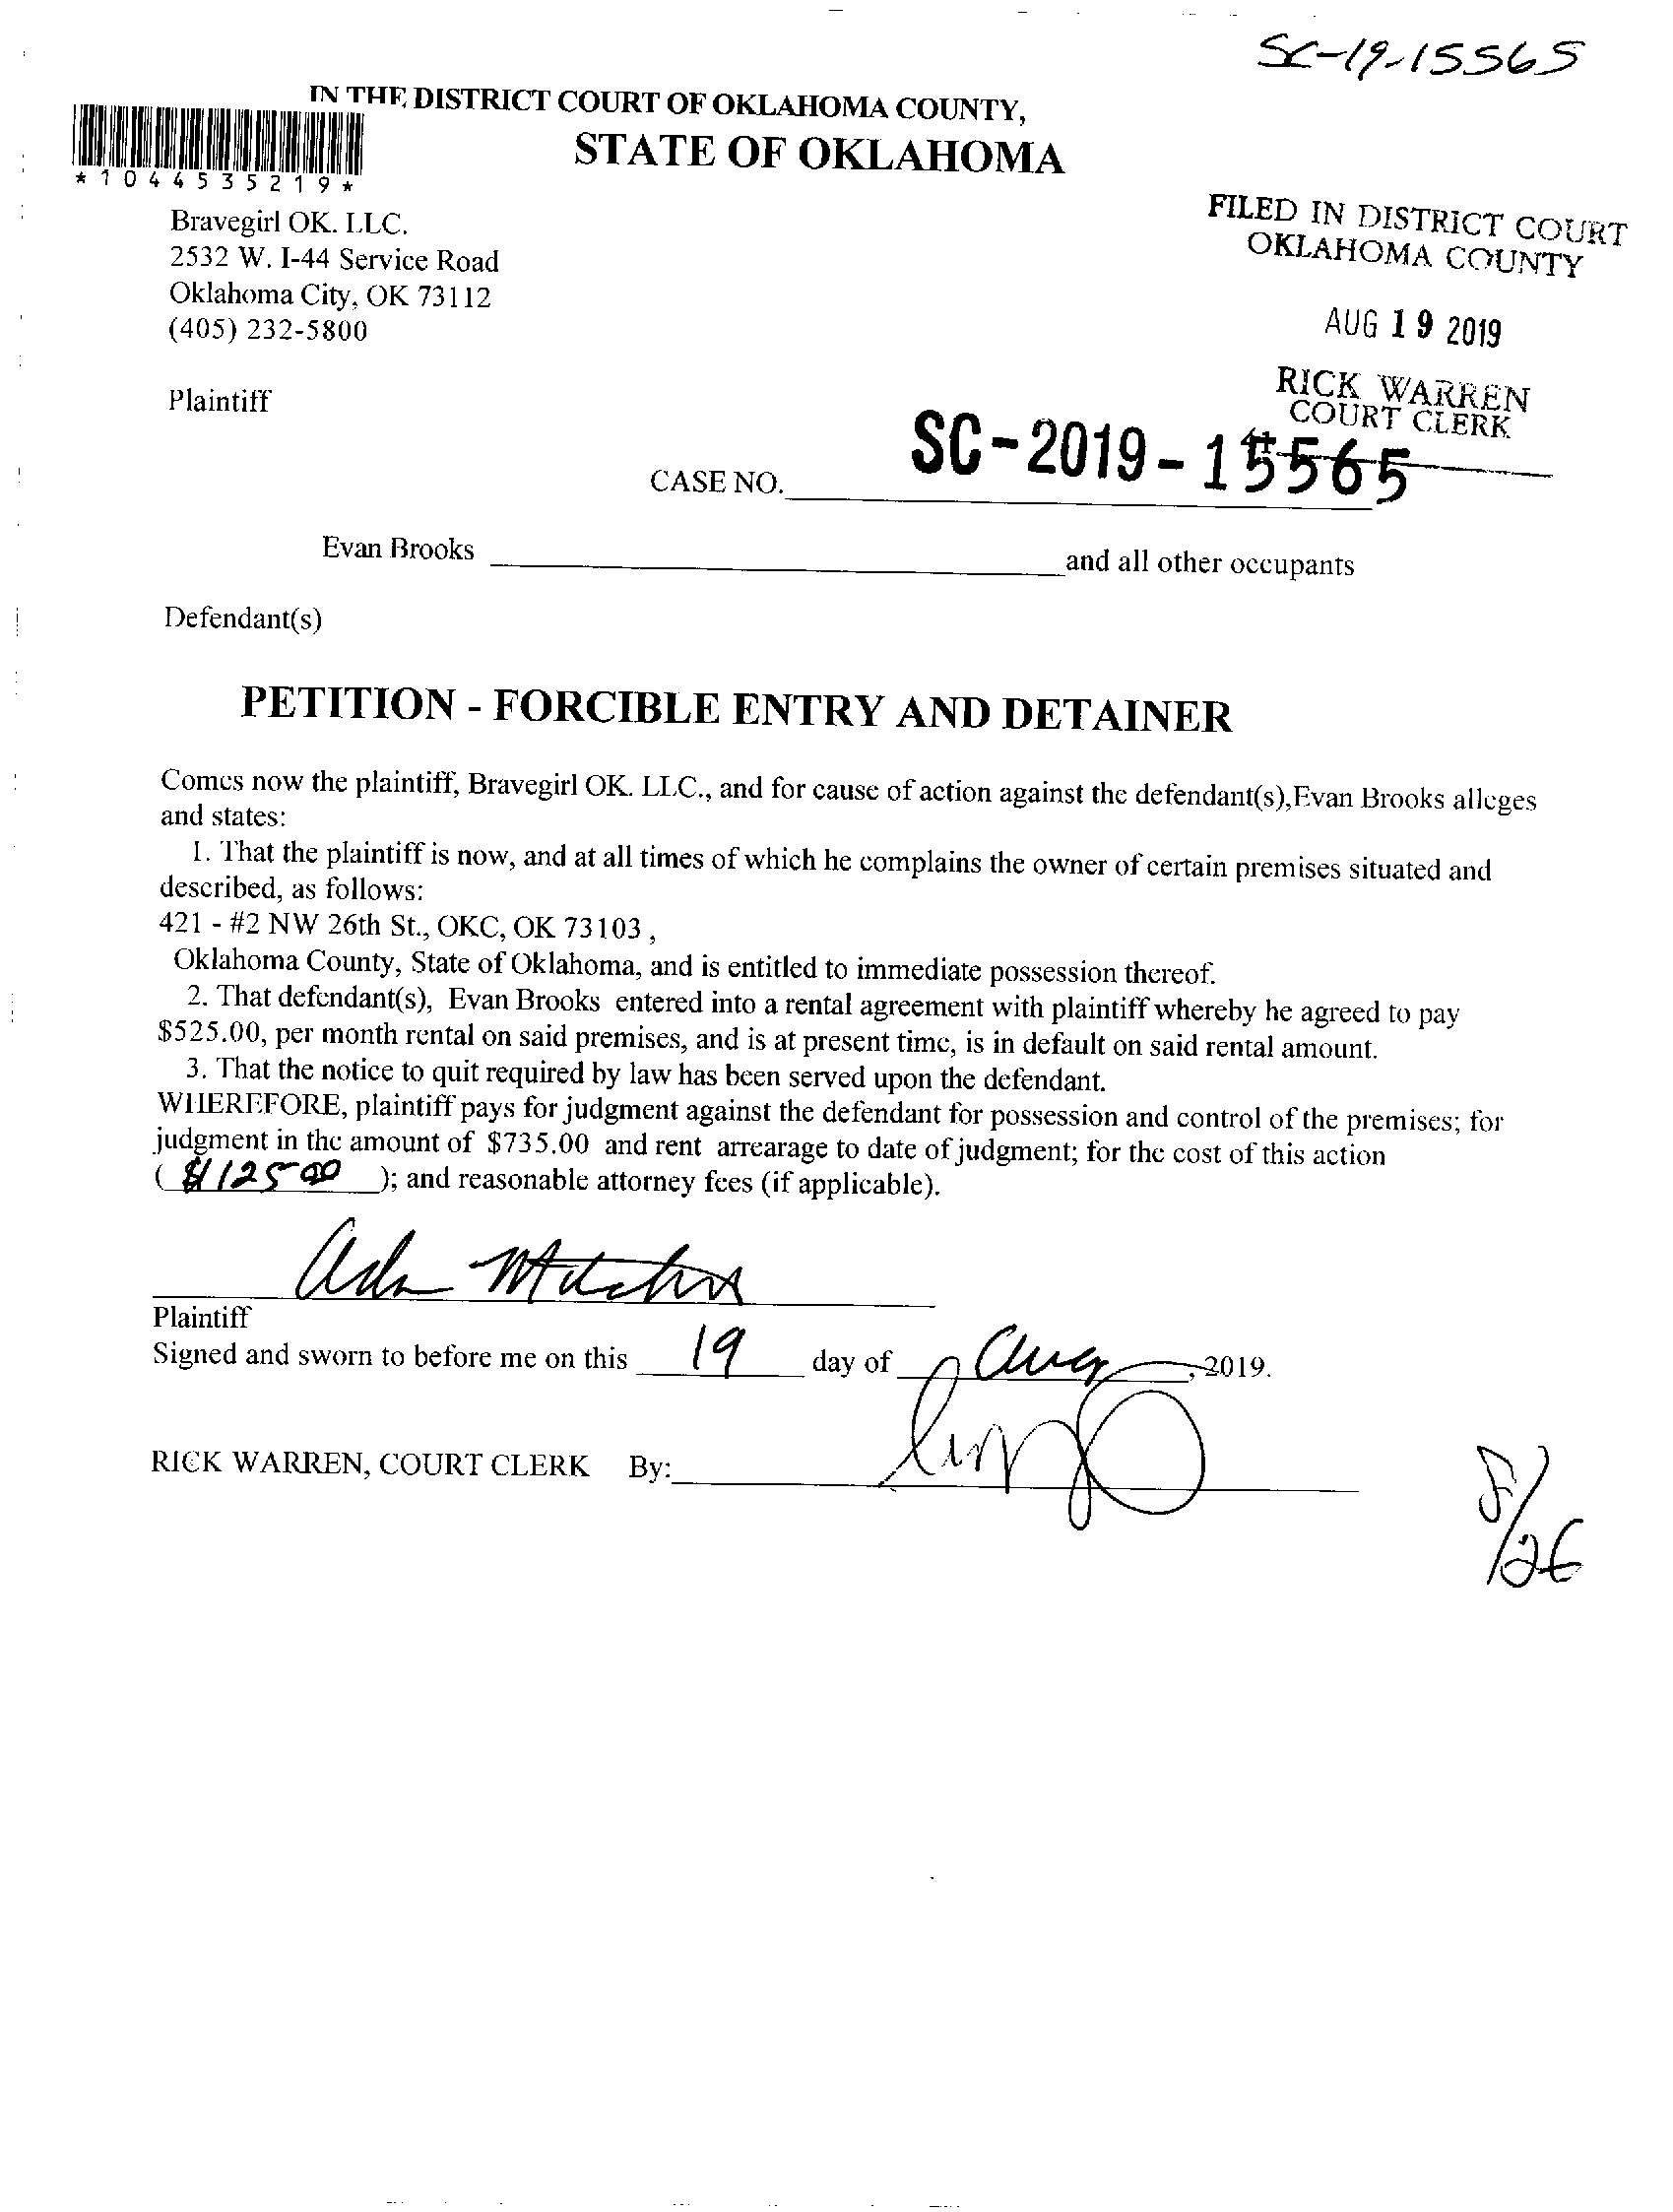 SC-19-15565
IN THE DISTRICT COURT OF OKLAHOMA COUNTY,
STATE OF OKLAHOMA
*1044535219*
Bravegirl OK. LLC.
2532 W. I-44 Service Road
Oklahoma City, OK 73112
(405) 232-5800
FILED IN DISTRICT COURT
OKLAHOMA COUNTY
AUG 19 2019
RICK WARREN
COURT CLERK
Plaintiff
CASE NO. SC-2019-15565
Evan Brooks and all other occupants
Defendant(s)
PETITION - FORCIBLE ENTRY AND DETAINER
Comes now the plaintiff, Bravegirl OK. LLC., and for cause of action against the defendant(s),Evan Brooks alleges
and states:
1. That the plaintiff is now, and at all times of which he complains the owner of certain premises situated and
described, as follows:
421 - #2 NW 26th St., OKC, OK 73103 ,
Oklahoma County, State of Oklahoma, and is entitled to immediate possession thereof.
2. That defendant(s), Evan Brooks entered into a rental agreement with plaintiff whereby he agreed to pay
$525.00, per month rental on said premises, and is at present time, is in default on said rental amount.
3. That the notice to quit required by law has been served upon the defendant.
WHEREFORE, plaintiff pays for judgment against the defendant for possession and control of the premises; for
judgment in the amount of $735.00 and rent arrearage to date of judgment; for the cost of this action
( $ 125 00 ); and reasonable attorney fees (if applicable).
Plaintiff
Signed and sworn to before me on this 19 day of Aug, 2019.
RICK WARREN, COURT CLERK By:
8/26